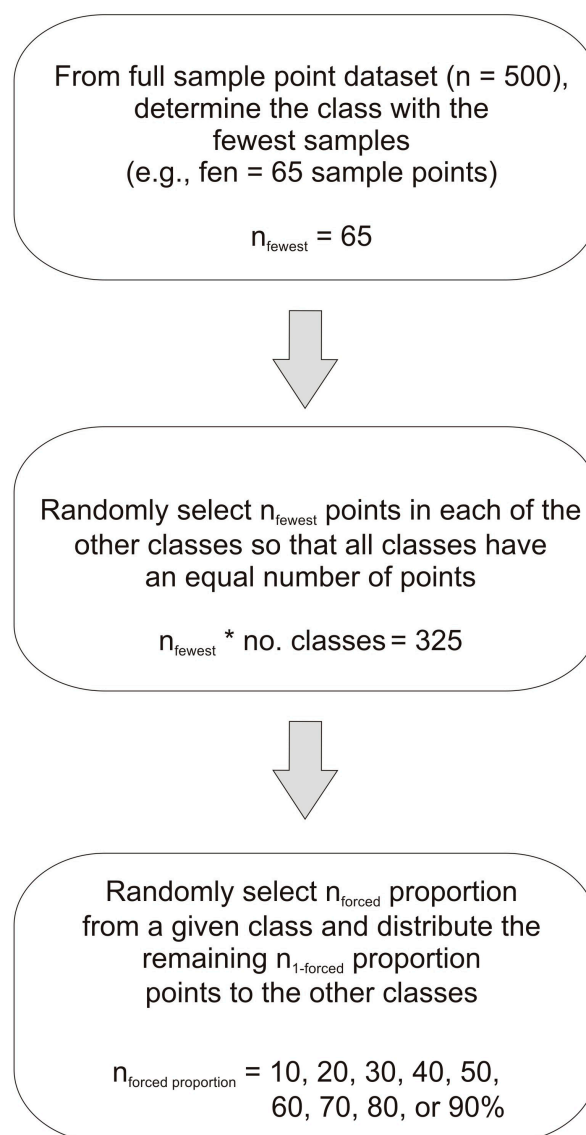 From full sample point dataset (n = 500),
determine the class with the
fewest samples
(e.g., fen = 65 sample points)
n_fewest = 65
Randomly select n_fewest points in each of the
other classes so that all classes have
an equal number of points
n_fewest * no. classes = 325
Randomly select n_forced proportion
from a given class and distribute the
remaining n_1-forced proportion
points to the other classes
n_forced proportion = 10, 20, 30, 40, 50,
60, 70, 80, or 90%